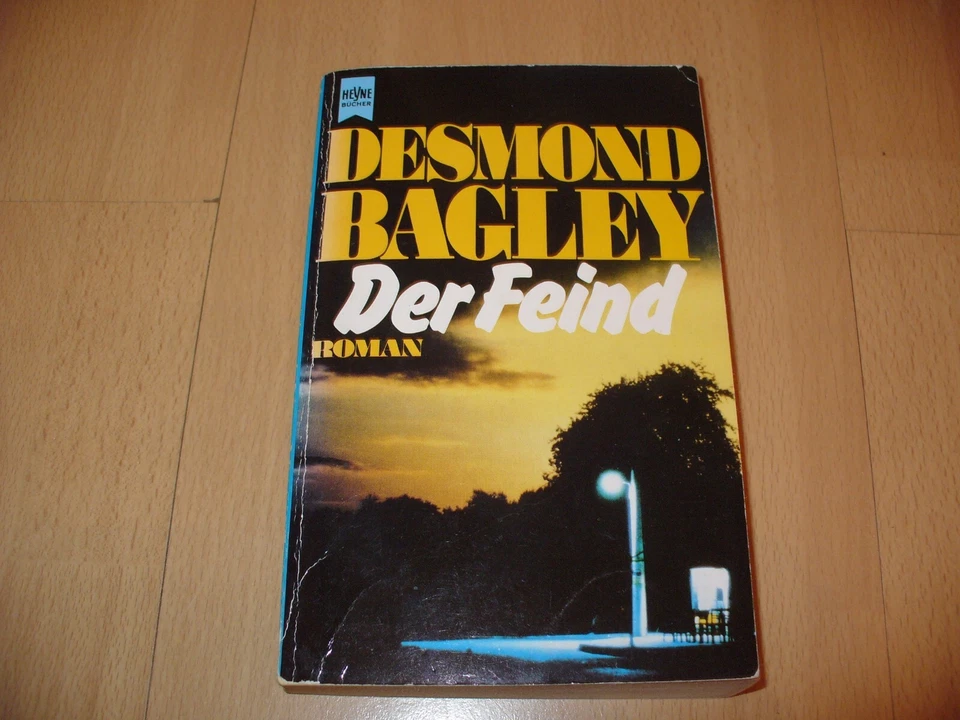 HEYNE
BÜCHER
DESMOND
BAGLEY
Der Feind
ROMAN